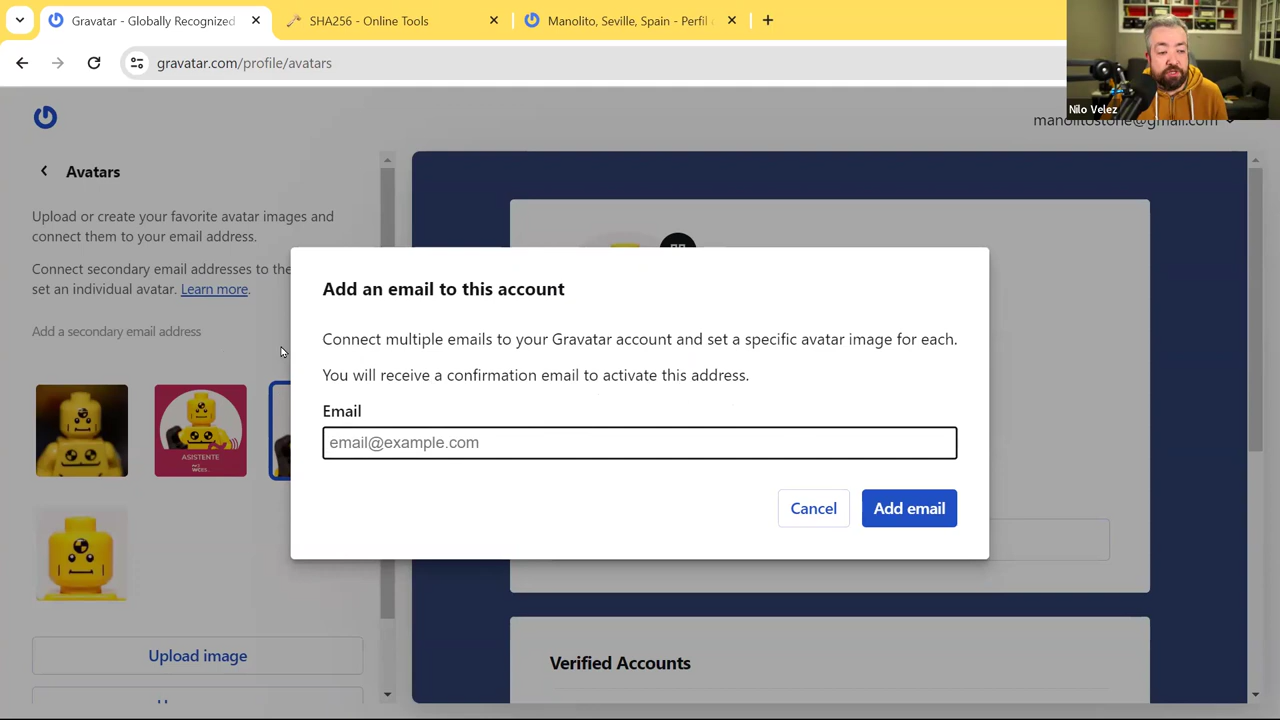 Gravatar - Globally Recognized
SHA256 - Online Tools
Manolito, Seville, Spain - Perfil
gravatar.com/profile/avatars
Nilo Velez
manolitostone@gmail.com
Avatars
Upload or create your favorite avatar images and
connect them to your email address.
Connect secondary email addresses to the
set an individual avatar. Learn more.
Add a secondary email address
ASISTENTE
Upload image
Add an email to this account
Connect multiple emails to your Gravatar account and set a specific avatar image for each.
You will receive a confirmation email to activate this address.
Email
email@example.com
Cancel
Add email
Verified Accounts